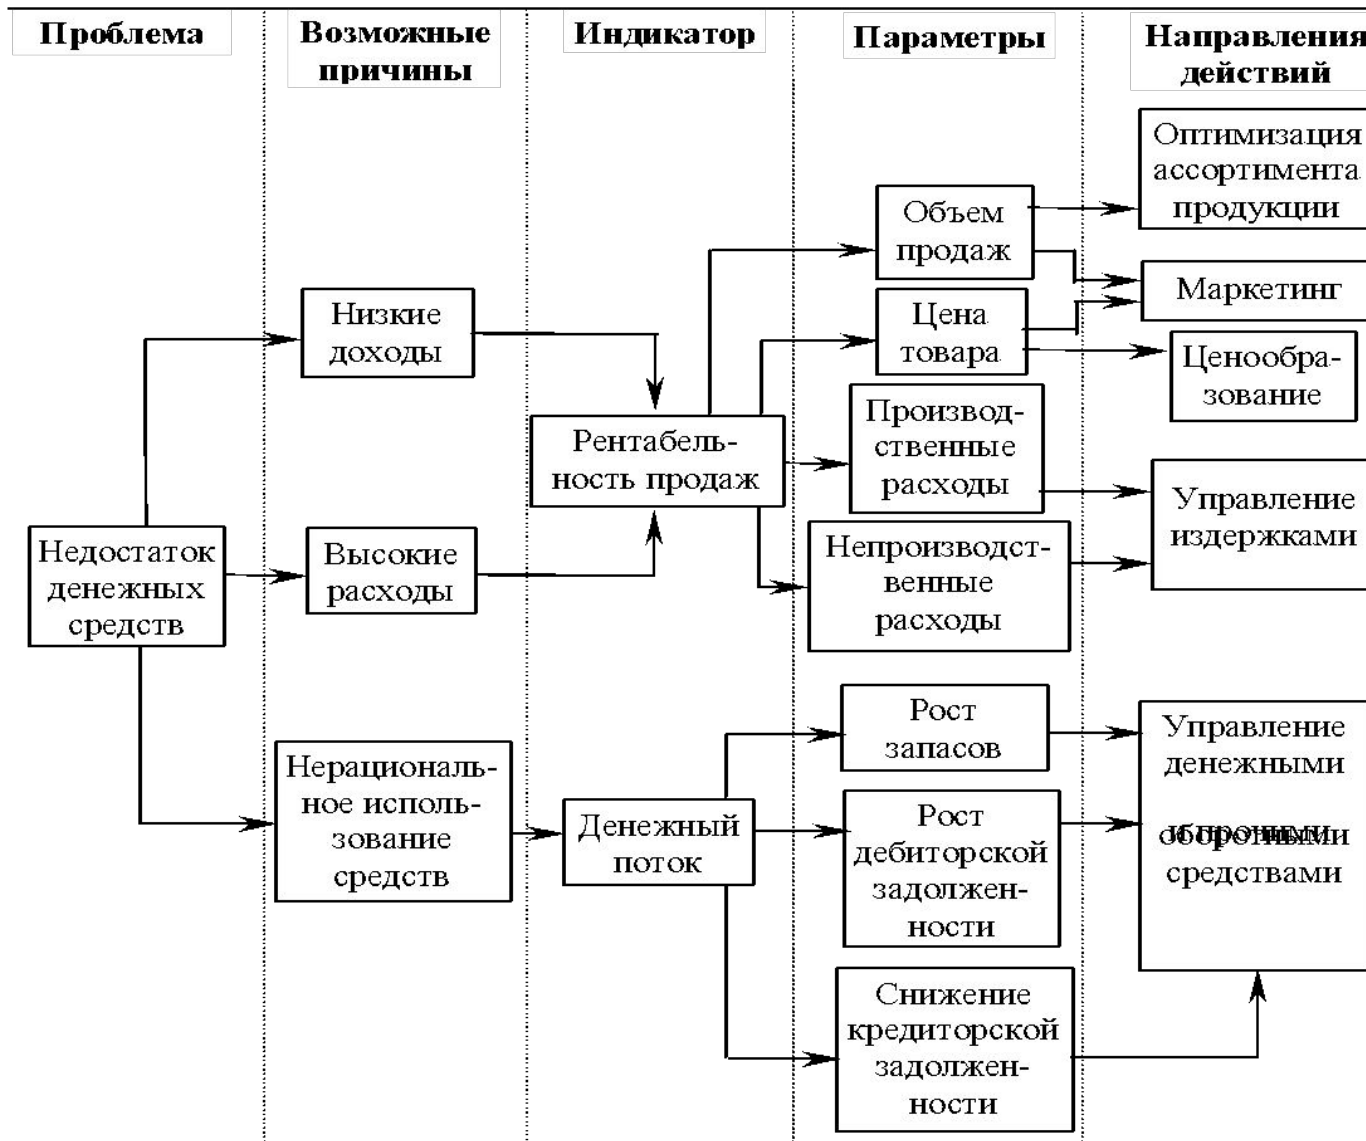 Проблема
Возможные
причины
Индикатор
Параметры
Направления
действий
Недостаток
денежных
средств
Низкие
доходы
Высокие
расходы
Нерациональ-
ное исполь-
зование
средств
Рентабель-
ность продаж
Денежный
поток
Объем
продаж
Цена
товара
Производ-
ственные
расходы
Непроизводст-
венные
расходы
Рост
запасов
Рост
дебиторской
задолжен-
ности
Снижение
кредиторской
задолжен-
ности
Оптимизация
ассортимента
продукции
Маркетинг
Ценообра-
зование
Управление
издержками
Управление
денежными
и прочими
оборотными
средствами